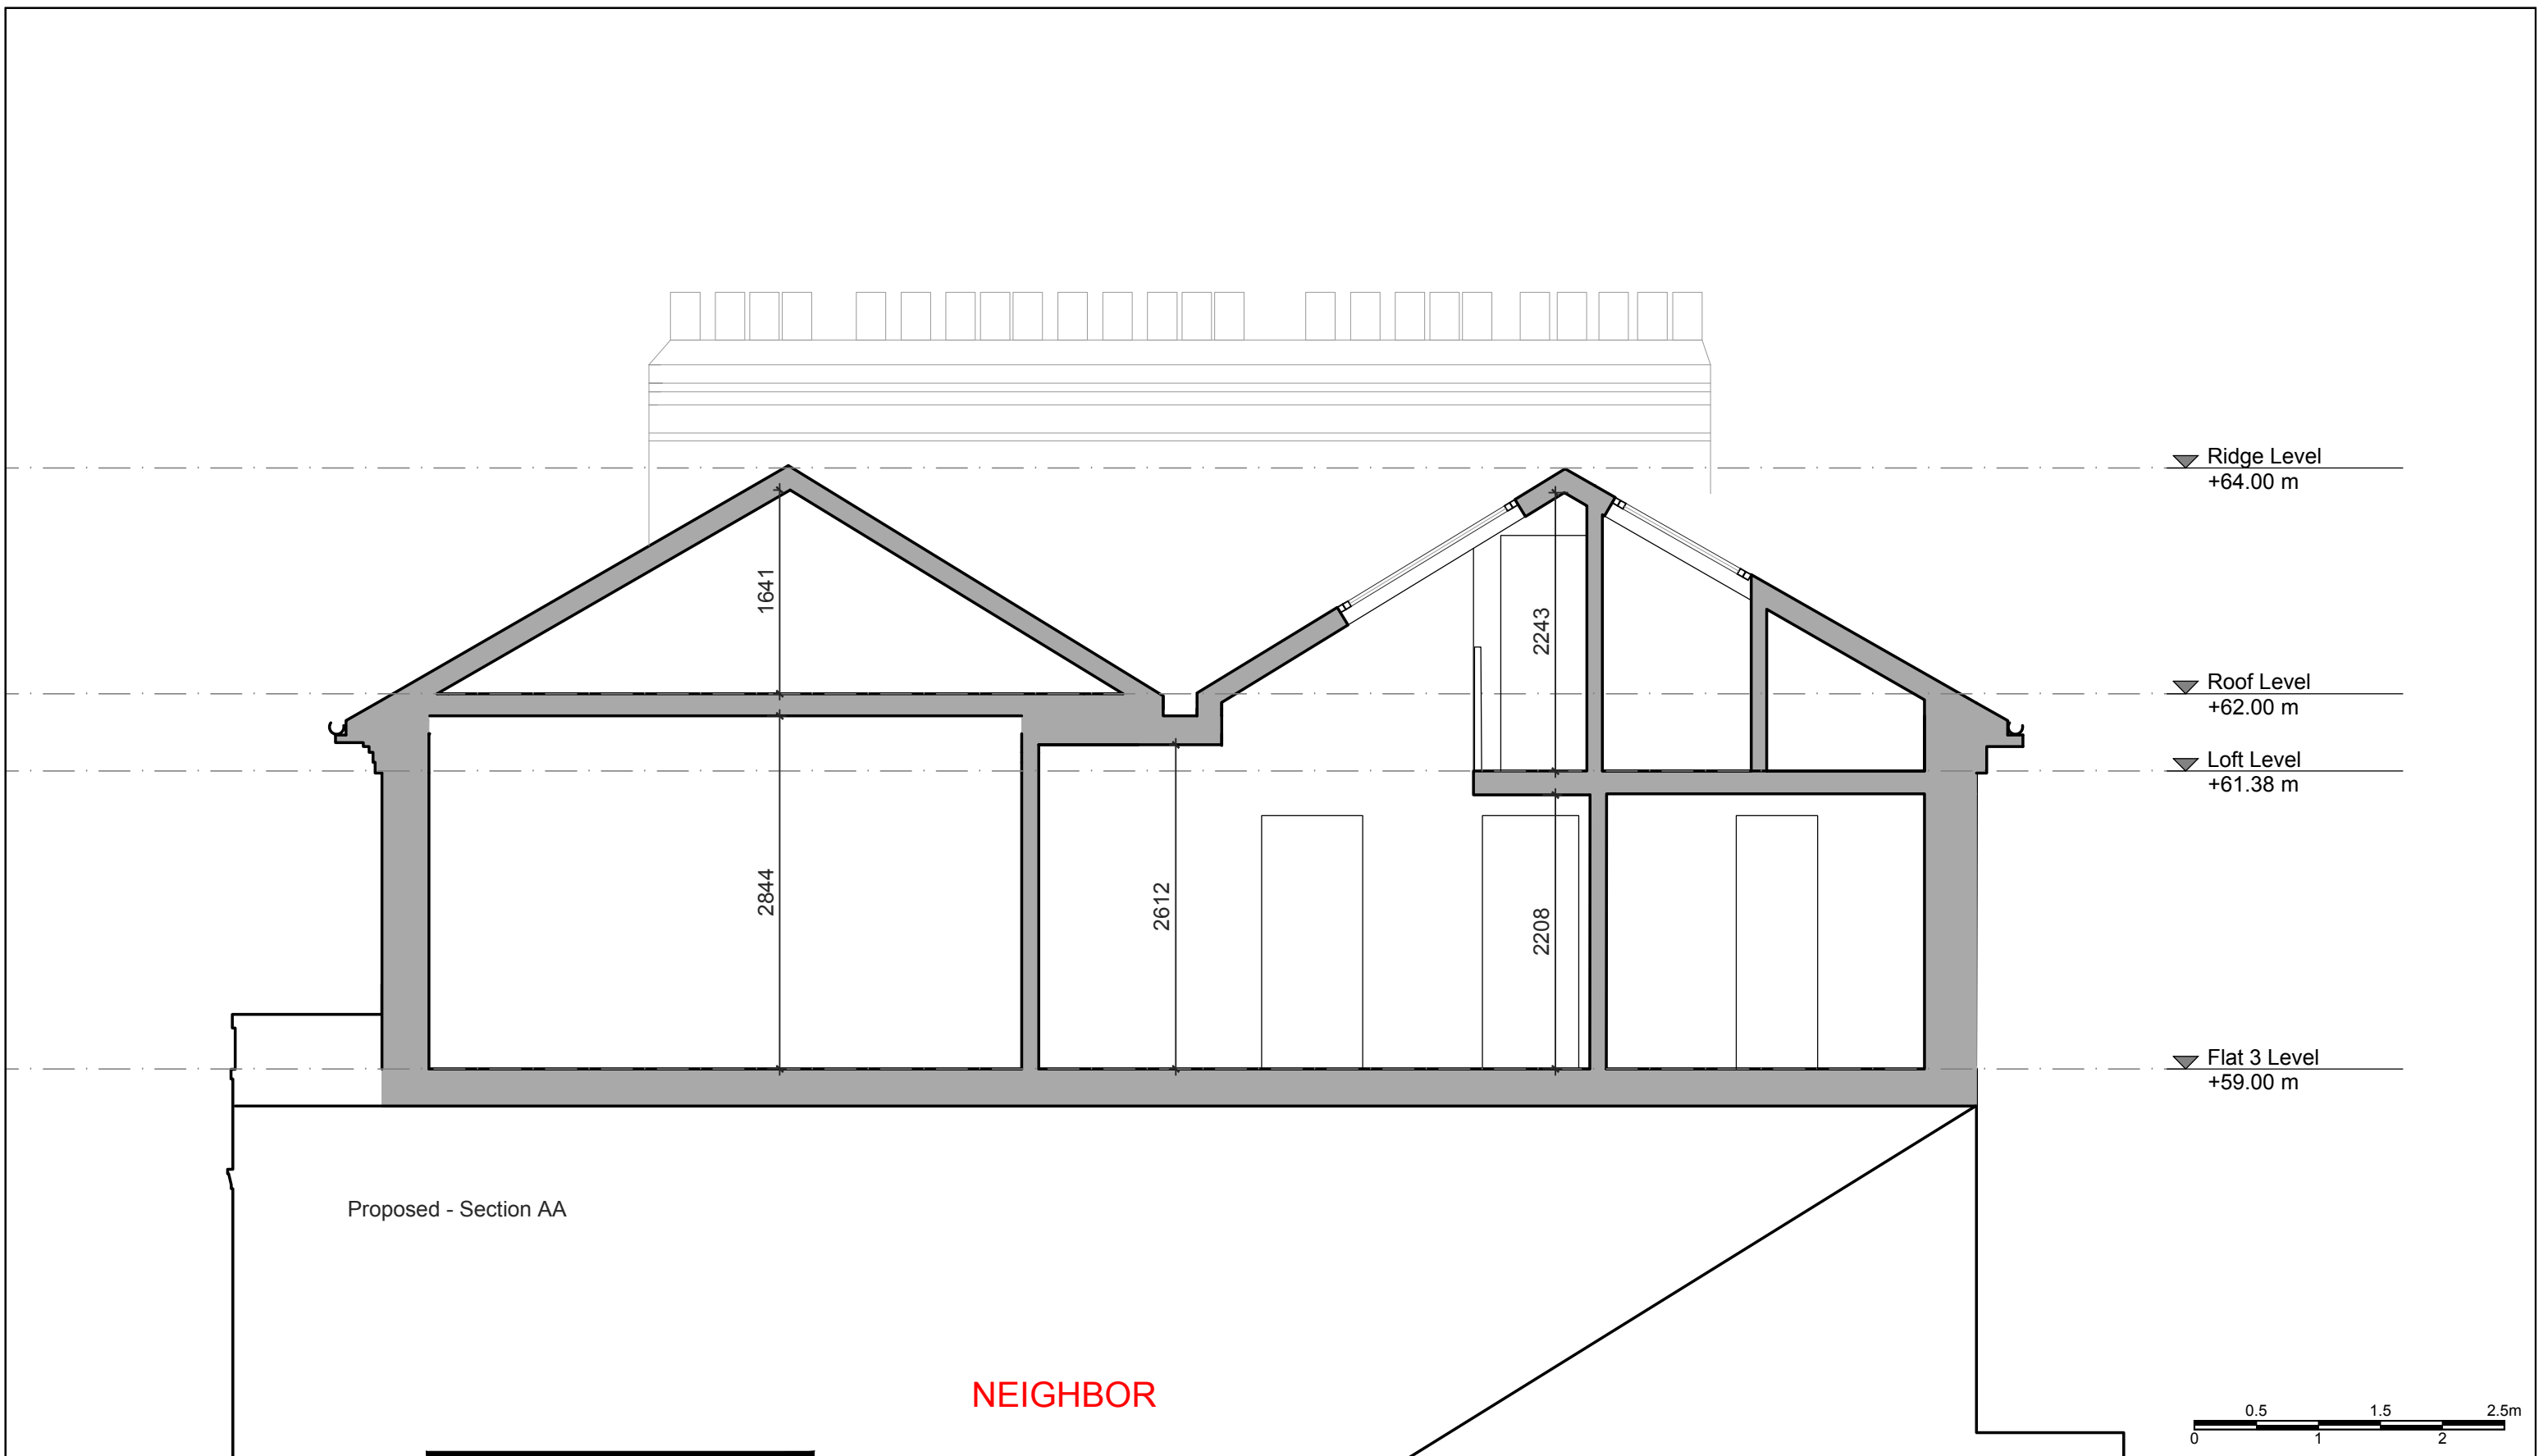 Ridge Level
+64.00 m
1641
2243
Roof Level
+62.00 m
Loft Level
+61.38 m
2844
2612
2208
Flat 3 Level
+59.00 m
Proposed - Section AA
NEIGHBOR
0.5 1.5 2.5m
0 1 2